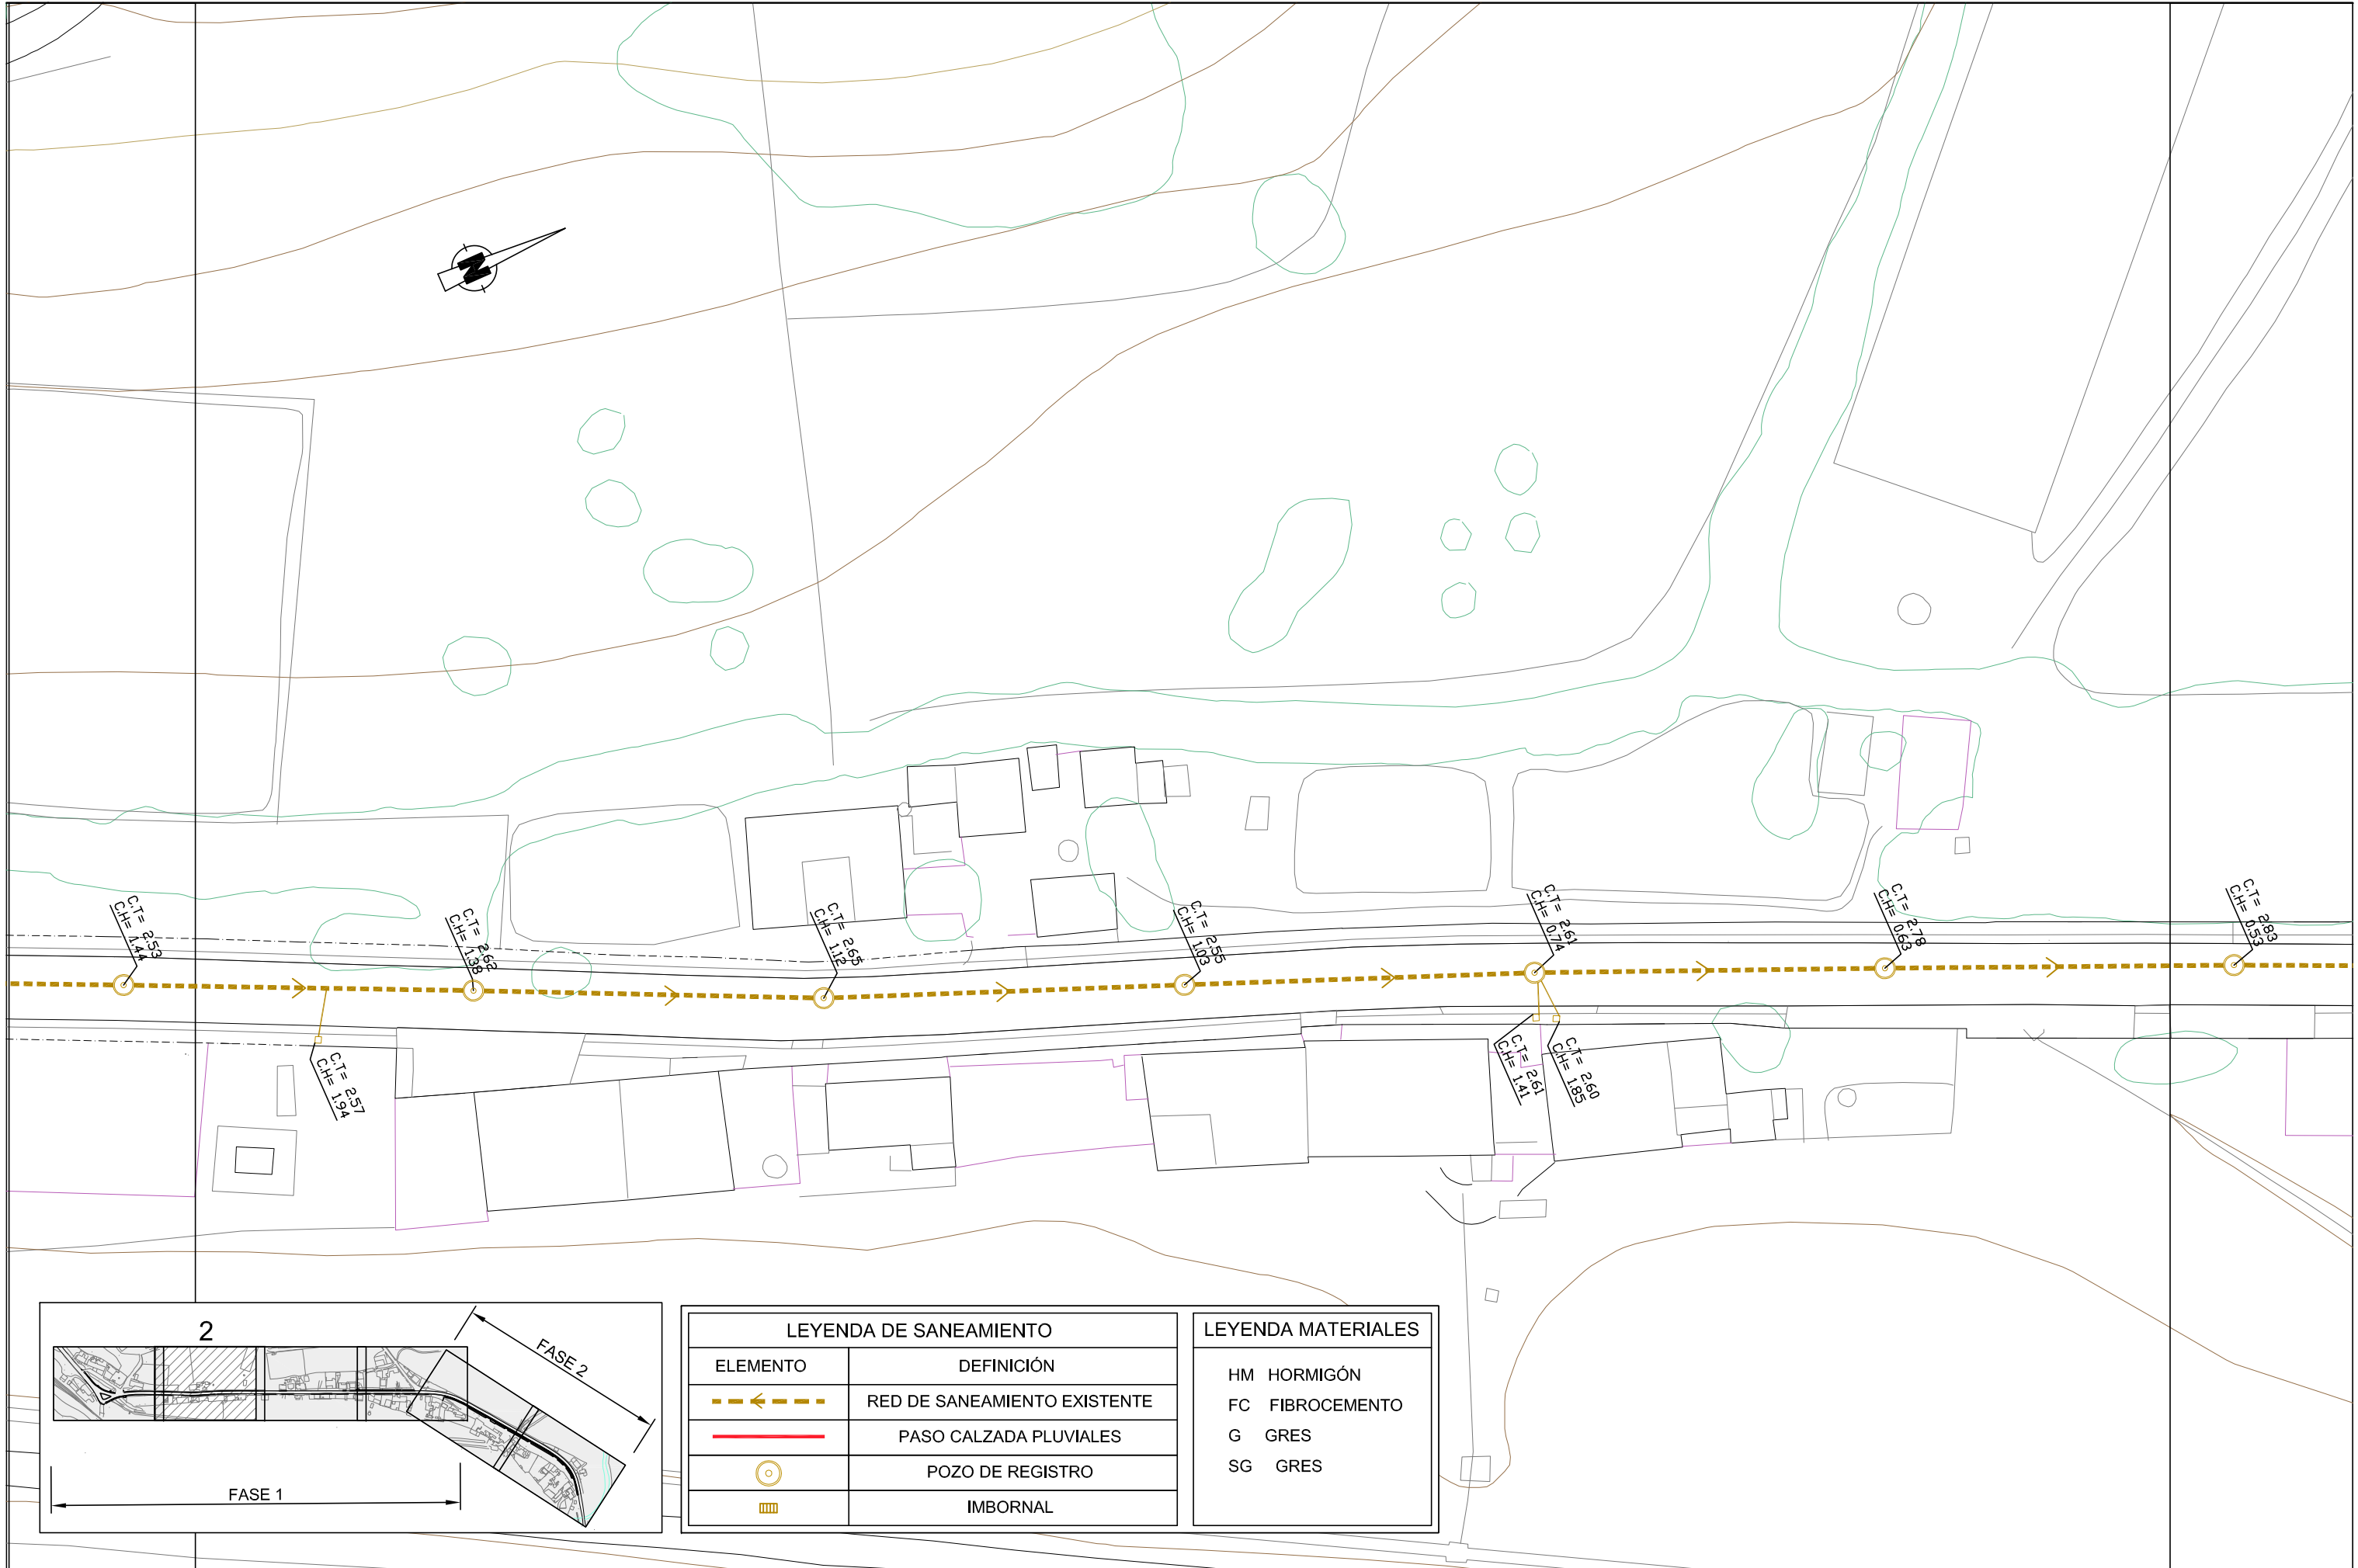 N
C.T= 2.53
C.H= 1.44
C.T= 2.62
C.H= 1.38
C.T= 2.65
C.H= 1.12
C.T= 2.55
C.H= 1.03
C.T= 2.61
C.H= 0.74
C.T= 2.78
C.H= 0.63
C.T= 2.83
C.H= 0.53
C.T= 2.57
C.H= 1.94
C.T= 2.61
C.H= 1.41
C.T= 2.60
C.H= 1.85
2
FASE 2
FASE 1
LEYENDA DE SANEAMIENTO
ELEMENTO DEFINICIÓN
RED DE SANEAMIENTO EXISTENTE
PASO CALZADA PLUVIALES
POZO DE REGISTRO
IMBORNAL
LEYENDA MATERIALES
HM HORMIGÓN
FC FIBROCEMENTO
G GRES
SG GRES